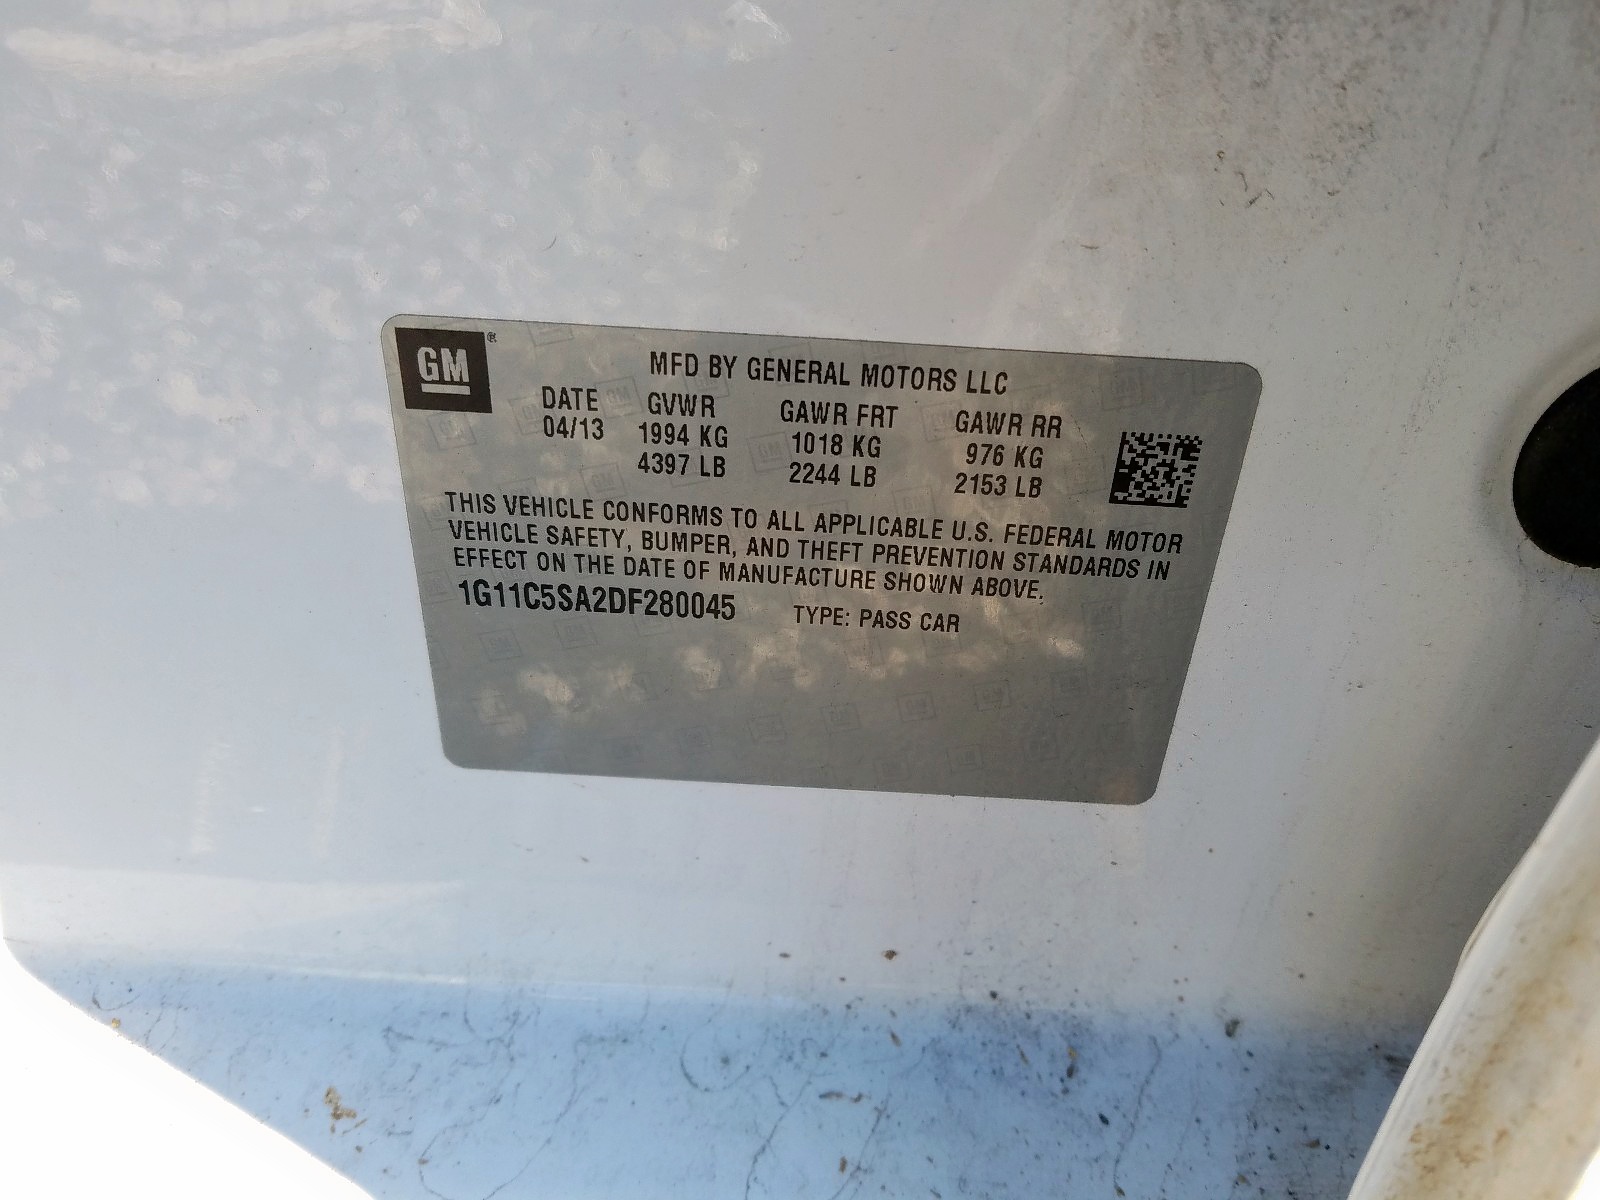 GM®
MFD BY GENERAL MOTORS LLC
DATE GVWR GAWR FRT GAWR RR
04/13 1994 KG 1018 KG 976 KG
4397 LB 2244 LB 2153 LB
THIS VEHICLE CONFORMS TO ALL APPLICABLE U.S. FEDERAL MOTOR
VEHICLE SAFETY, BUMPER, AND THEFT PREVENTION STANDARDS IN
EFFECT ON THE DATE OF MANUFACTURE SHOWN ABOVE.
1G11C5SA2DF280045 TYPE: PASS CAR